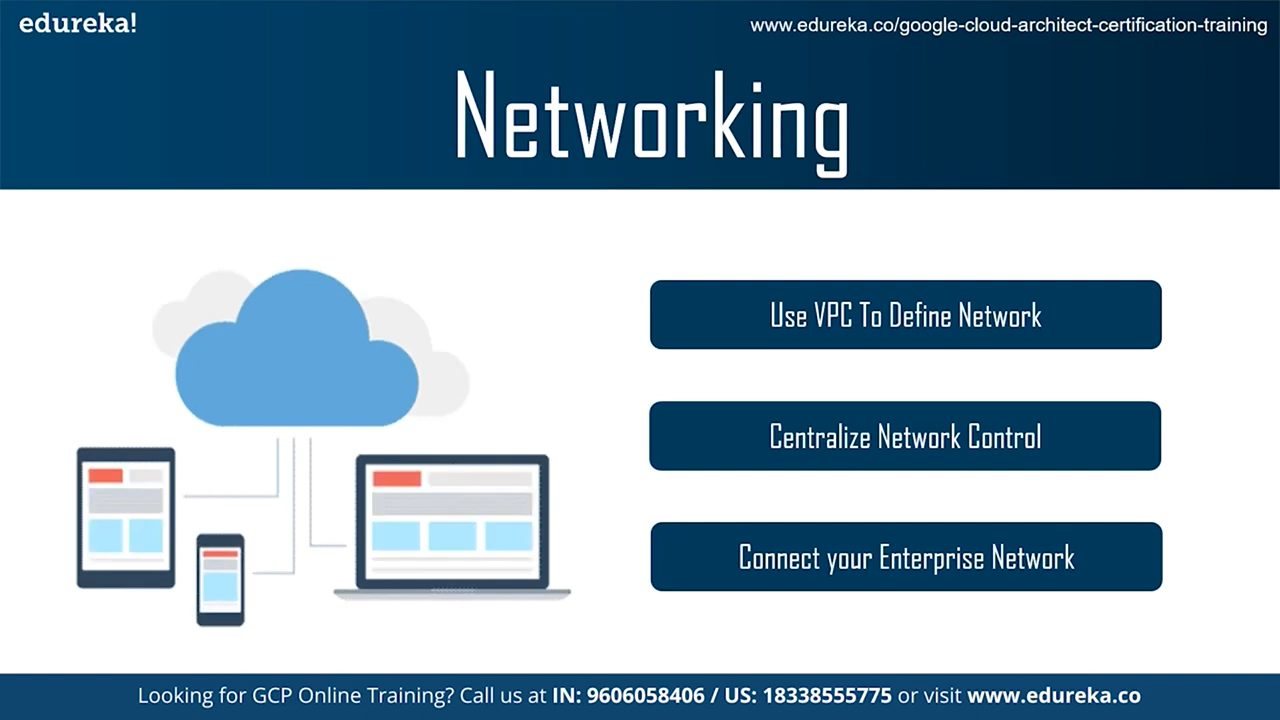 edureka!
www.edureka.co/google-cloud-architect-certification-training
Networking
Use VPC To Define Network
Centralize Network Control
Connect your Enterprise Network
Looking for GCP Online Training? Call us at IN: 9606058406 / US: 18338555775 or visit www.edureka.co